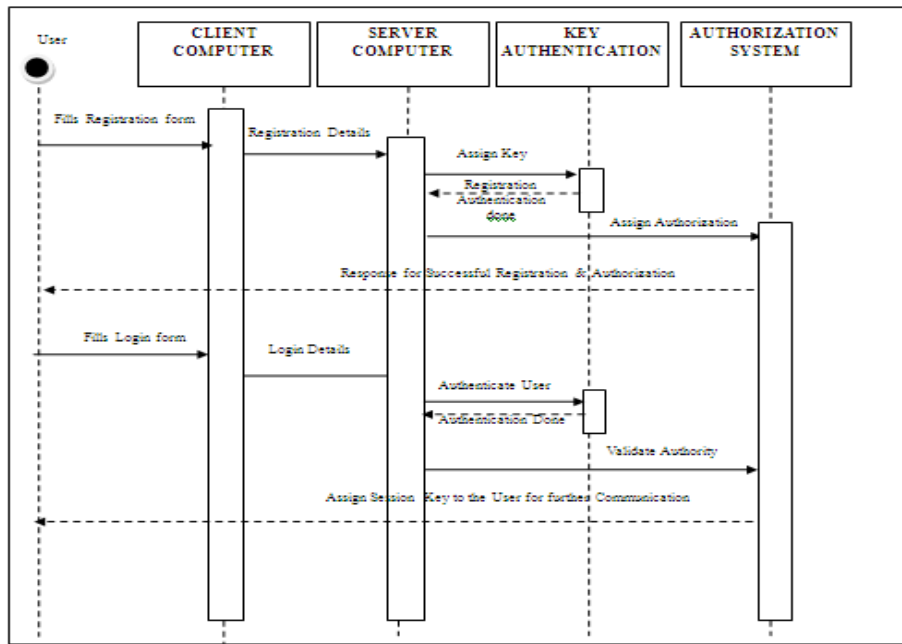 User
CLIENT
COMPUTER
SERVER
COMPUTER
KEY
AUTHENTICATION
AUTHORIZATION
SYSTEM
Fills Registration form
Registration Details
Assign Key
Registration
Authentication
done
Assign Authorization
Response for Successful Registration & Authorization
Fills Login form
Login Details
Authenticate User
Authentication Done
Validate Authority
Assign Session Key to the User for further Communication